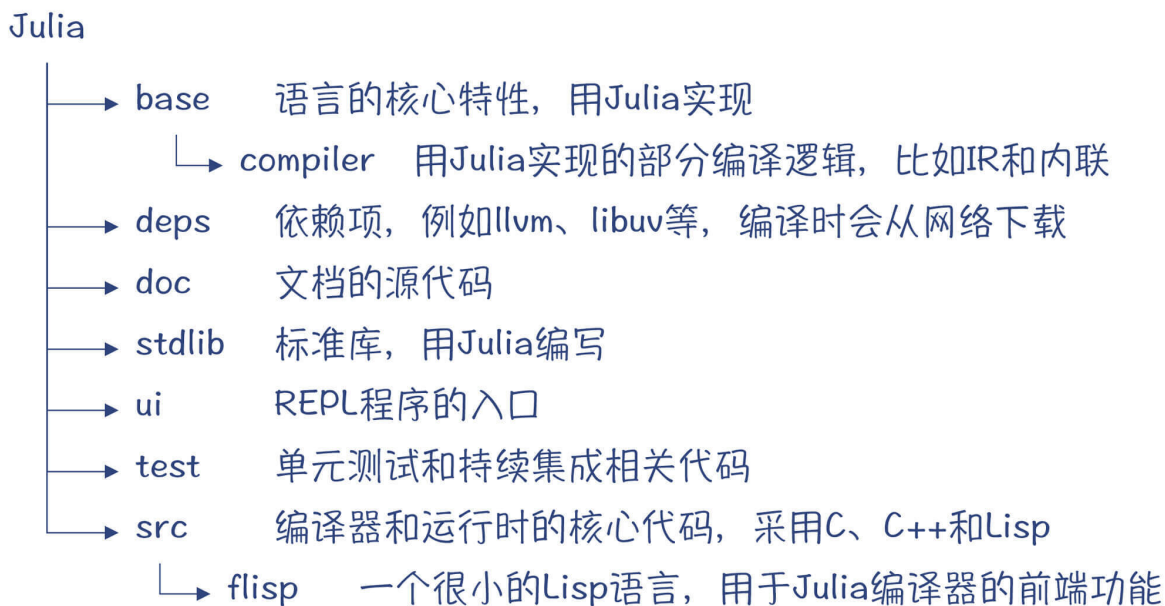 Julia
base 语言的核心特性，用Julia实现
compiler 用Julia实现的部分编译逻辑，比如IR和内联
deps 依赖项，例如llvm、libuv等，编译时会从网络下载
doc 文档的源代码
stdlib 标准库，用Julia编写
ui REPL程序的入口
test 单元测试和持续集成相关代码
src 编译器和运行时的核心代码，采用C、C++和Lisp
flisp 一个很小的Lisp语言，用于Julia编译器的前端功能